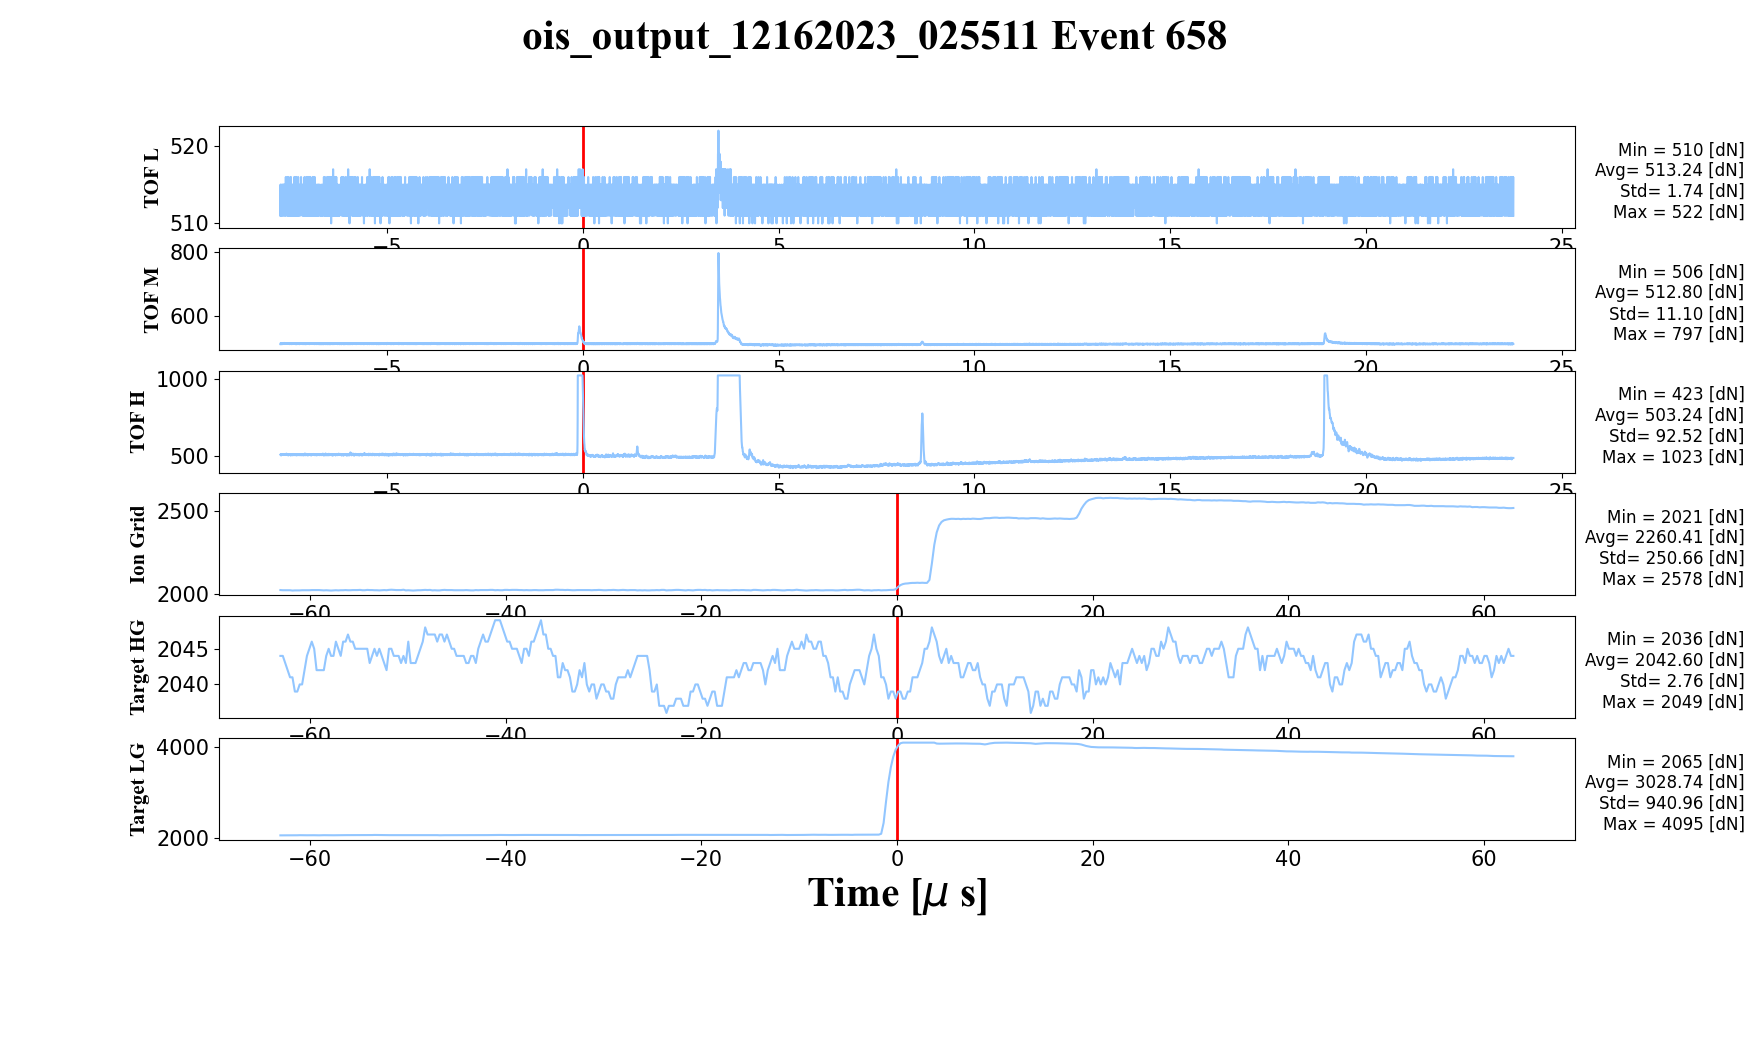 ois_output_12162023_025511 Event 658
TOF L
520
510
−5
0
5
10
15
20
25
Min = 510 [dN]
Avg= 513.24 [dN]
Std= 1.74 [dN]
Max = 522 [dN]
TOF M
800
600
−5
0
5
10
15
20
25
Min = 506 [dN]
Avg= 512.80 [dN]
Std= 11.10 [dN]
Max = 797 [dN]
TOF H
1000
500
−5
0
5
10
15
20
25
Min = 423 [dN]
Avg= 503.24 [dN]
Std= 92.52 [dN]
Max = 1023 [dN]
Ion Grid
2500
2000
−60
−40
−20
0
20
40
60
Min = 2021 [dN]
Avg= 2260.41 [dN]
Std= 250.66 [dN]
Max = 2578 [dN]
Target HG
2045
2040
−60
−40
−20
0
20
40
60
Min = 2036 [dN]
Avg= 2042.60 [dN]
Std= 2.76 [dN]
Max = 2049 [dN]
Target LG
4000
2000
−60
−40
−20
0
20
40
60
Min = 2065 [dN]
Avg= 3028.74 [dN]
Std= 940.96 [dN]
Max = 4095 [dN]
Time [μ s]